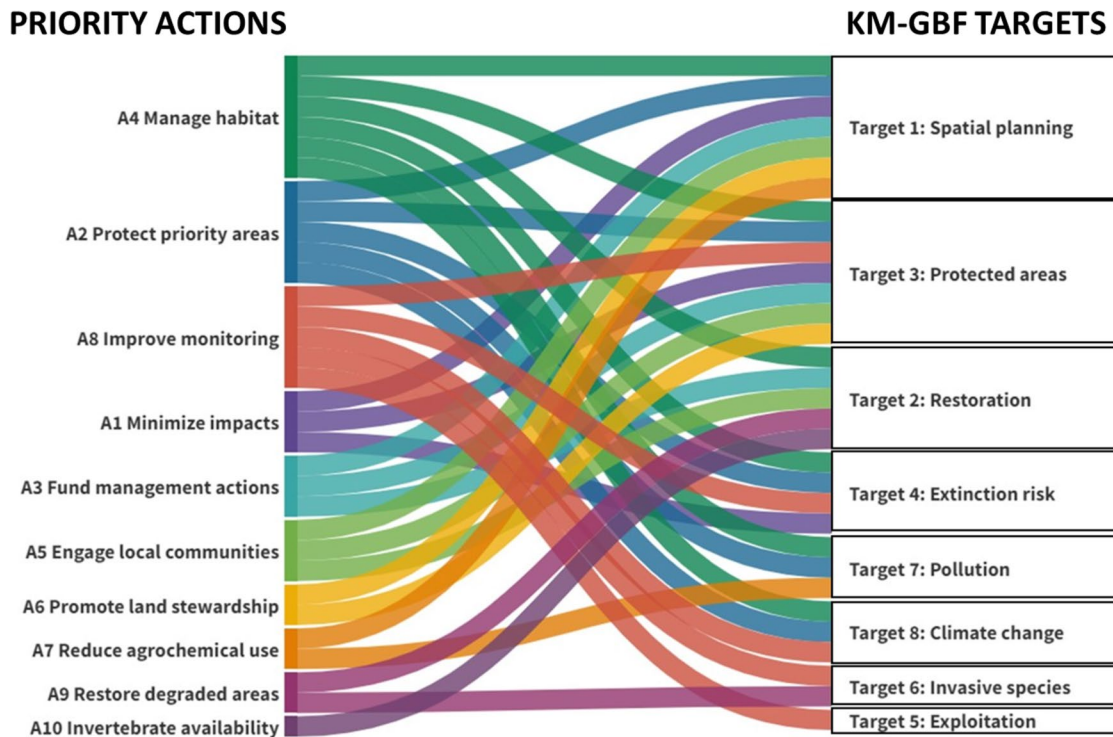 PRIORITY ACTIONS
KM-GBF TARGETS
A4 Manage habitat
A2 Protect priority areas
A8 Improve monitoring
A1 Minimize impacts
A3 Fund management actions
A5 Engage local communities
A6 Promote land stewardship
A7 Reduce agrochemical use
A9 Restore degraded areas
A10 Invertebrate availability
Target 1: Spatial planning
Target 3: Protected areas
Target 2: Restoration
Target 4: Extinction risk
Target 7: Pollution
Target 8: Climate change
Target 6: Invasive species
Target 5: Exploitation